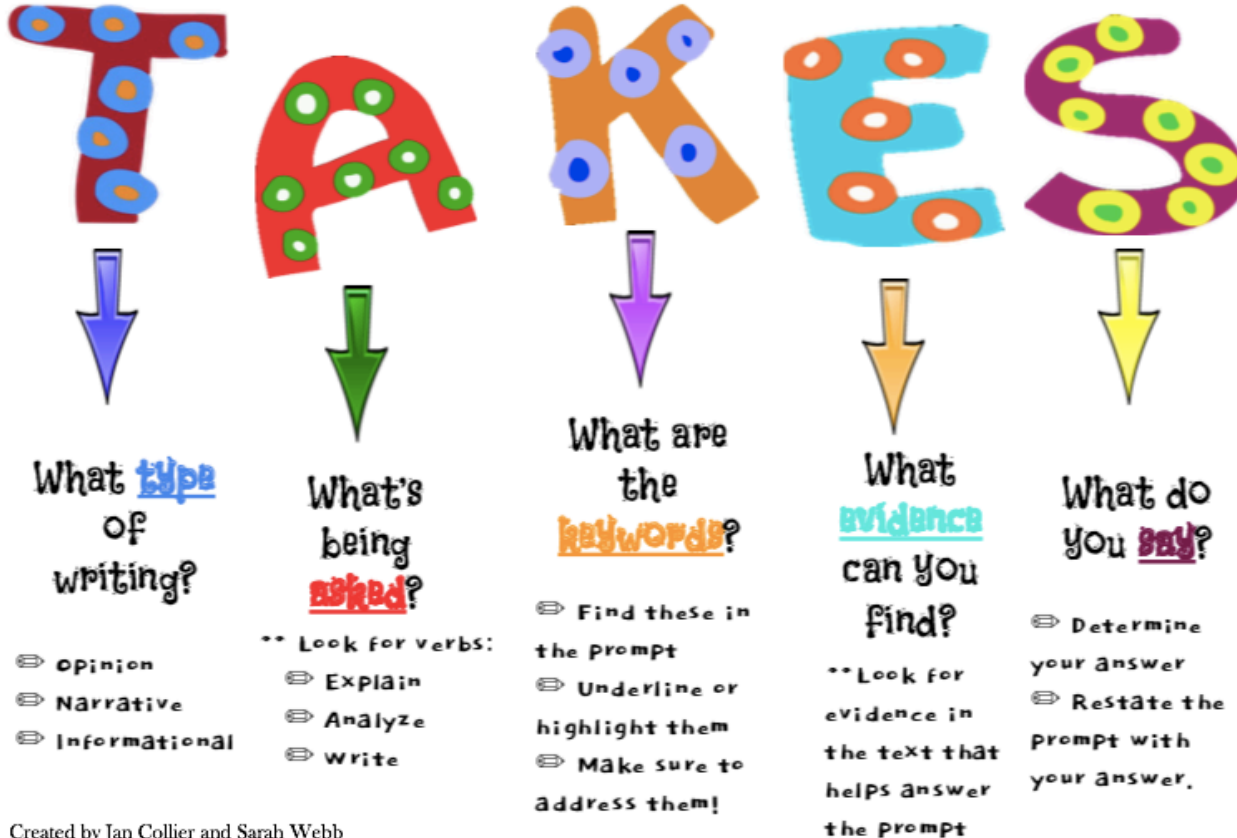 TAKES
What type
of
writing?
✏ Opinion
✏ Narrative
✏ Informational
What's
being
asked?
** Look for verbs:
✏ Explain
✏ Analyze
✏ Write
What are
the
keywords?
✏ Find these in
the prompt
✏ Underline or
highlight them
✏ Make sure to
address them!
What
evidence
can you
find?
**Look for
evidence in
the text that
helps answer
the prompt
What do
you say?
✏ Determine
your answer
✏ Restate the
prompt with
your answer.
Created by Jan Collier and Sarah Webb